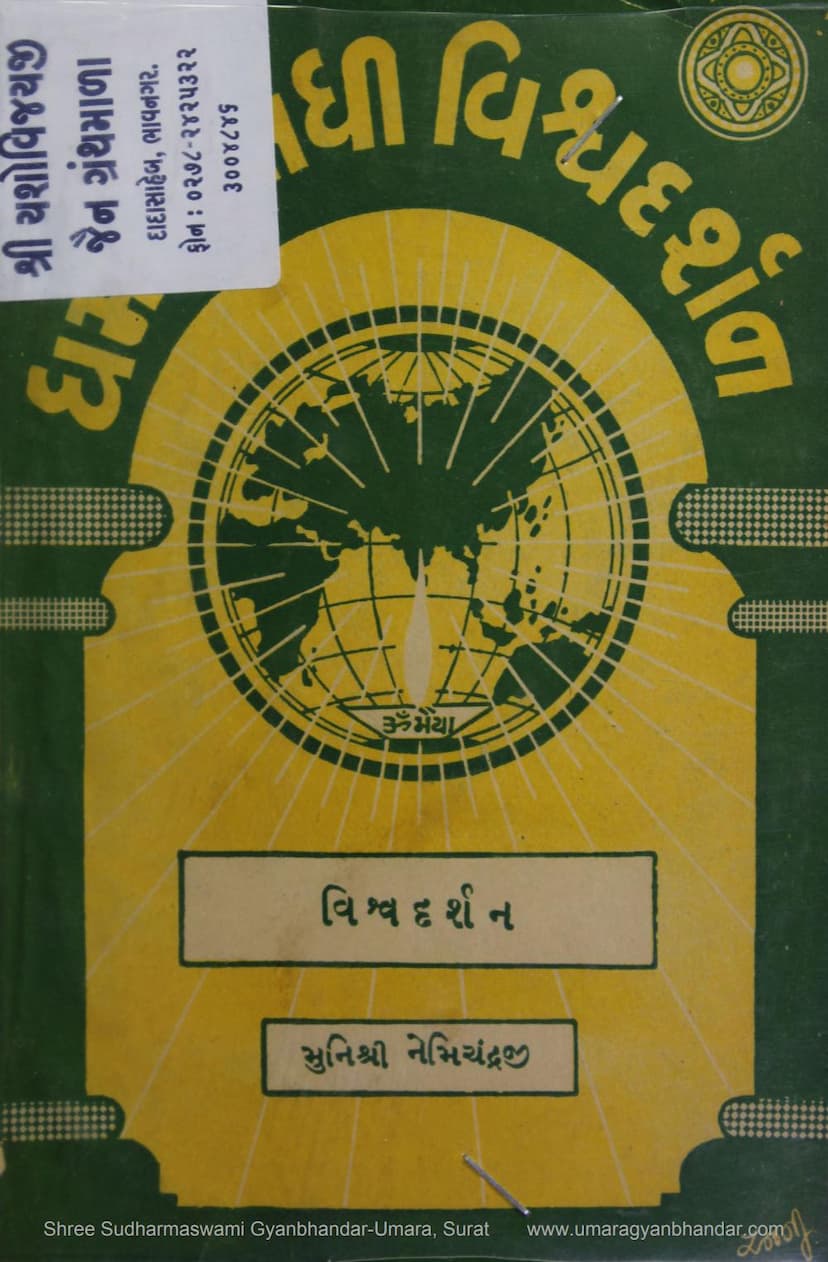 શ્રી યશોવિજયજી
જૈન ગ્રંથમાળા
દાદાસાહેબ, ભાવનગર.
ફોન : ૦૨૭૮-૨૪૨૫૩૨૨
૩૦૦૪૮૪૬
વિશ્વદર્શન
ૐ મૈયા
વિશ્વદર્શન
મુનિશ્રી નેમિચંદ્રજી
Shree Sudharmaswami Gyanbhandar-Umara, Surat www.umaragyanbhandar.com